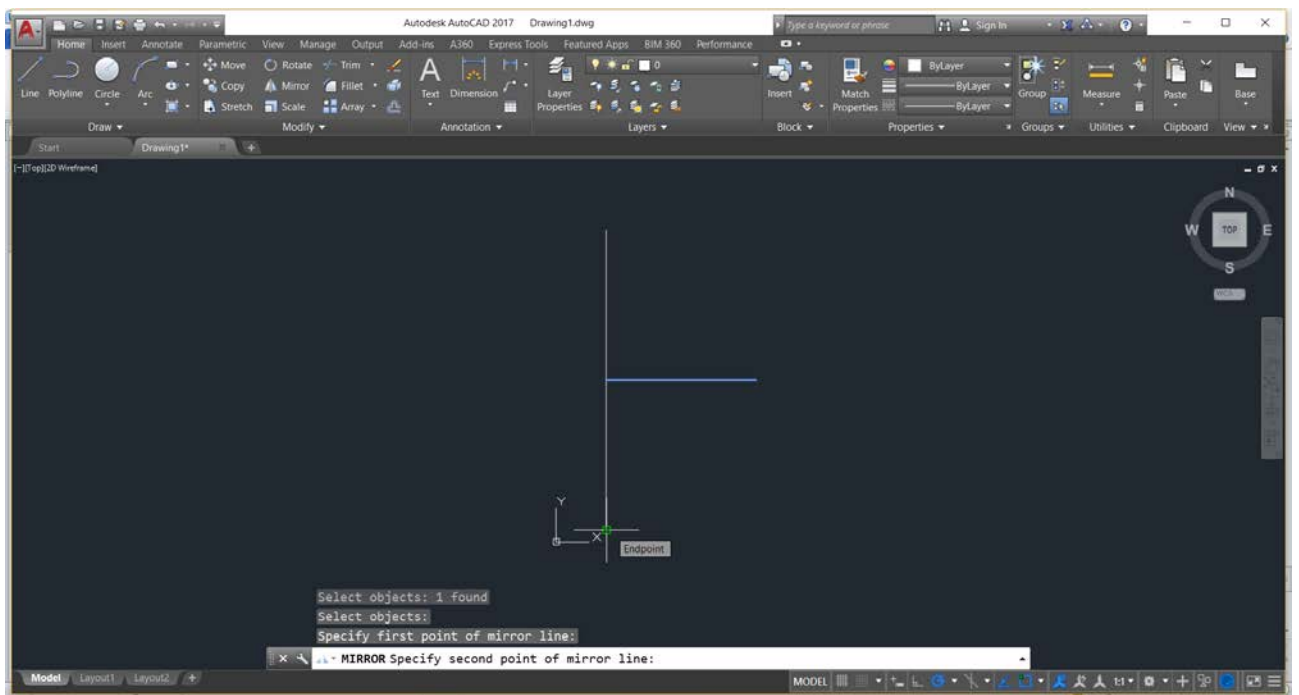 Autodesk AutoCAD 2017 Drawing1.dwg
Type a keyword or phrase
Sign In
Home Insert Annotate Parametric View Manage Output Add-ins A360 Express Tools Featured Apps BIM 360 Performance
Line Polyline Circle Arc
Move Rotate Trim
Copy Mirror Fillet
Stretch Scale Array
Text Dimension
Layer Properties
0
Insert
Match Properties
ByLayer
ByLayer
ByLayer
Group
Measure
Paste
Base
Draw Modify Annotation Layers Block Properties Groups Utilities Clipboard View
Start Drawing1* +
[-][Top][2D Wireframe]
N
W TOP E
S
WCS
Y
X
Endpoint
Select objects: 1 found
Select objects:
Specify first point of mirror line:
MIRROR Specify second point of mirror line:
Model Layout1 Layout2 +
MODEL
1:1